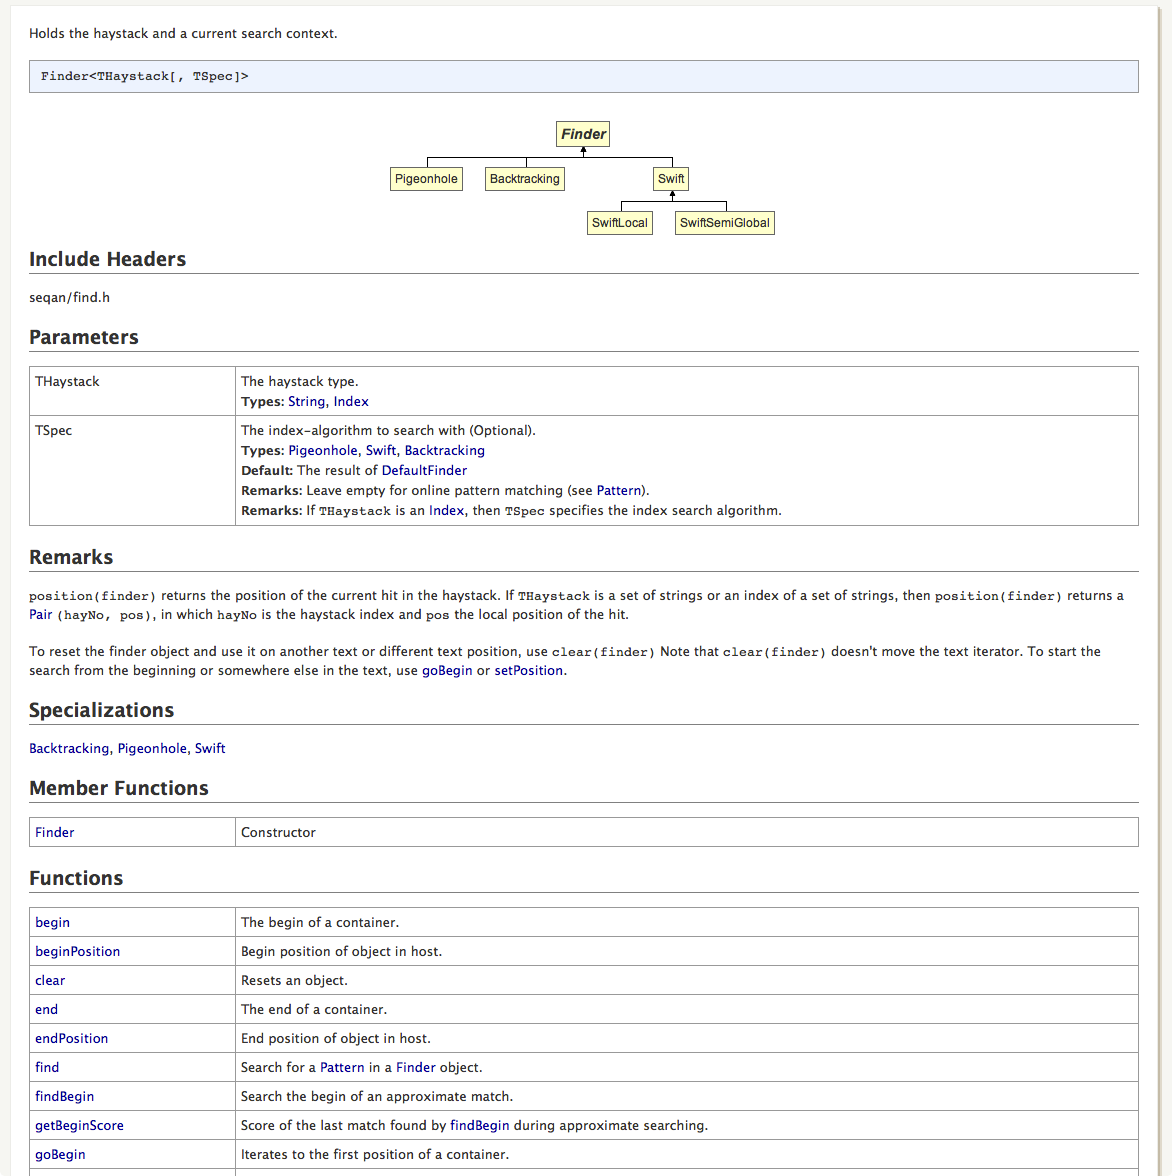 Holds the haystack and a current search context.
Finder<THaystack[, TSpec]>
Finder
Pigeonhole Backtracking Swift
SwiftLocal SwiftSemiGlobal
Include Headers
seqan/find.h
Parameters
THaystack The haystack type.
Types: String, Index
TSpec The index-algorithm to search with (Optional).
Types: Pigeonhole, Swift, Backtracking
Default: The result of DefaultFinder
Remarks: Leave empty for online pattern matching (see Pattern).
Remarks: If THaystack is an Index, then TSpec specifies the index search algorithm.
Remarks
position(finder) returns the position of the current hit in the haystack. If THaystack is a set of strings or an index of a set of strings, then position(finder) returns a
Pair (hayNo, pos), in which hayNo is the haystack index and pos the local position of the hit.
To reset the finder object and use it on another text or different text position, use clear(finder) Note that clear(finder) doesn't move the text iterator. To start the
search from the beginning or somewhere else in the text, use goBegin or setPosition.
Specializations
Backtracking, Pigeonhole, Swift
Member Functions
Finder Constructor
Functions
begin The begin of a container.
beginPosition Begin position of object in host.
clear Resets an object.
end The end of a container.
endPosition End position of object in host.
find Search for a Pattern in a Finder object.
findBegin Search the begin of an approximate match.
getBeginScore Score of the last match found by findBegin during approximate searching.
goBegin Iterates to the first position of a container.